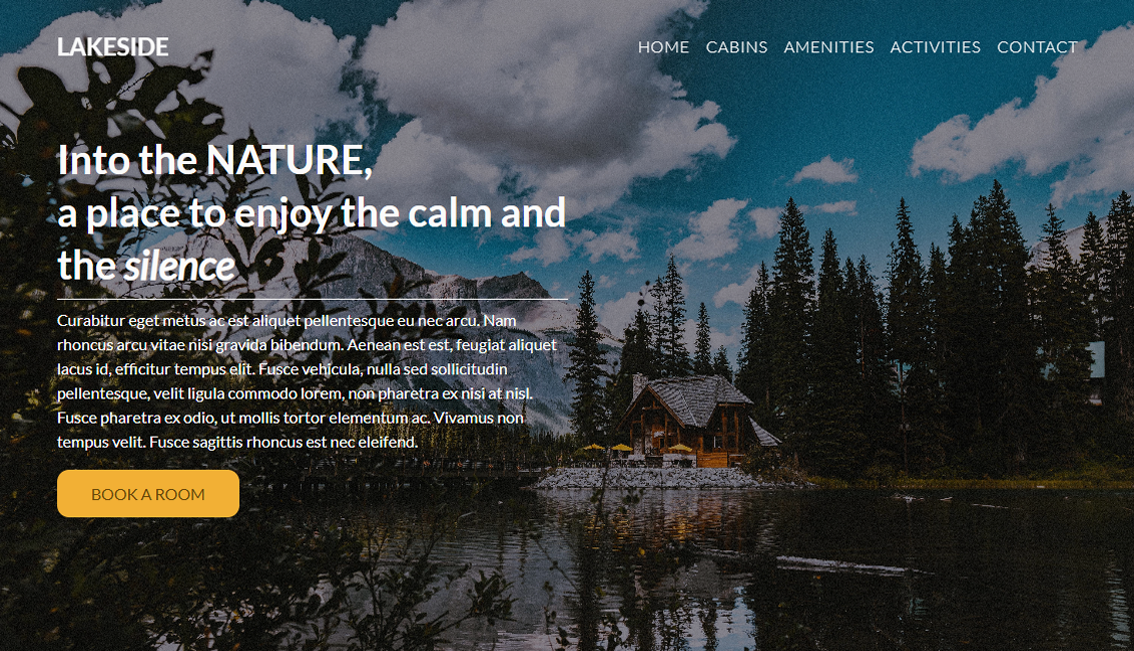 LAKESIDE
HOME CABINS AMENITIES ACTIVITIES CONTACT
Into the NATURE,
a place to enjoy the calm and
the silence
Curabitur eget metus ac est aliquet pellentesque eu nec arcu. Nam
rhoncus arcu vitae nisi gravida bibendum. Aenean est est, feugiat aliquet
lacus id, efficitur tempus elit. Fusce vehicula, nulla sed sollicitudin
pellentesque, velit ligula commodo lorem, non pharetra ex nisi at nisl.
Fusce pharetra ex odio, ut mollis tortor elementum ac. Vivamus non
tempus velit. Fusce sagittis rhoncus est nec eleifend.
BOOK A ROOM